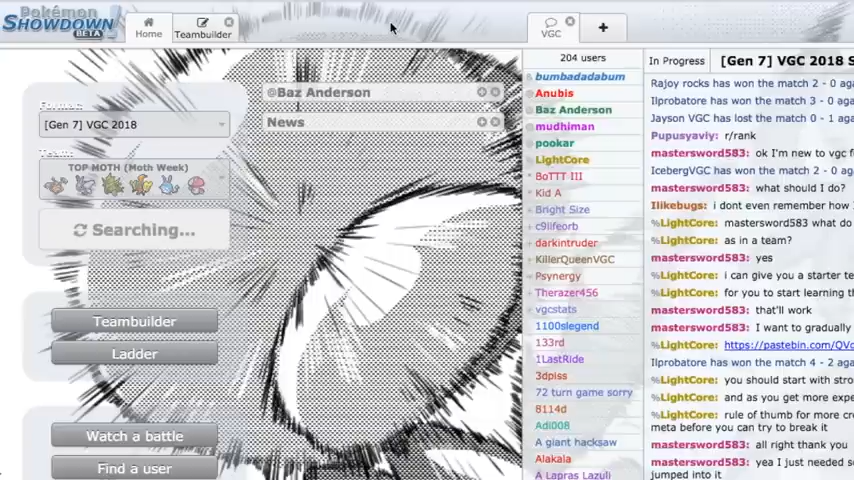 Pokémon
SHOWDOWN!
BETA
Home
Teambuilder
VGC
Format:
[Gen 7] VGC 2018
Team:
TOP MOTH (Moth Week)
Searching...
Teambuilder
Ladder
Watch a battle
Find a user
@Baz Anderson
News
204 users
bumbadadabum
Anubis
Baz Anderson
mudhiman
pookar
LightCore
BoTTT III
Kid A
Bright Size
c9lifeorb
darkintruder
KillerQueenVGC
Psynergy
Therazer456
vgcstats
1100slegend
133rd
1LastRide
3dpiss
72 turn game sorry
8114d
Adi008
A giant hacksaw
Alakala
A Lapras Lazuli
In Progress
[Gen 7] VGC 2018 S
Rajoy rocks has won the match 2 - 0 aga
Ilprobatore has won the match 3 - 0 aga
Jayson VGC has lost the match 0 - 1 aga
Pupusyaviy: r/rank
mastersword583: ok I'm new to vgc f
IcebergVGC has won the match 2 - 0 aga
mastersword583: what should I do?
Ilikebugs: i dont even remember how I
%LightCore: mastersword583 what do
%LightCore: as in a team?
mastersword583: yes
%LightCore: i can give you a starter te
%LightCore: for you to start learning th
mastersword583: that'll work
mastersword583: I want to gradually
%LightCore: https://pastebin.com/QVc
Ilprobatore has won the match 4 - 2 aga
%LightCore: you should start with stro
%LightCore: and as you get more expe
%LightCore: rule of thumb for more cr
meta before you can try to break it
mastersword583: all right thank you
mastersword583: yea I just needed so
jumped into it